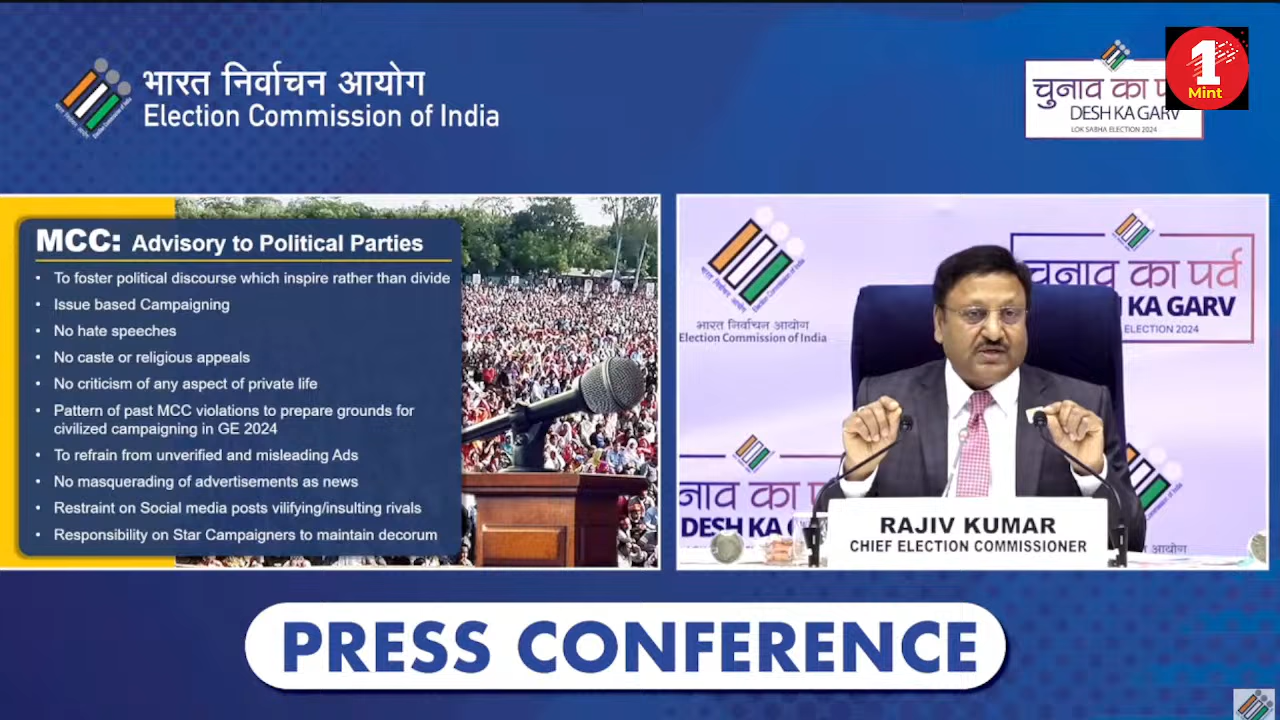 भारत निर्वाचन आयोग
Election Commission of India
चुनाव का
DESH KA GARV
LOK SABHA ELECTION 2024
1
Mint
MCC: Advisory to Political Parties
• To foster political discourse which inspire rather than divide
• Issue based Campaigning
• No hate speeches
• No caste or religious appeals
• No criticism of any aspect of private life
• Pattern of past MCC violations to prepare grounds for
civilized campaigning in GE 2024
• To refrain from unverified and misleading Ads
• No masquerading of advertisements as news
• Restraint on Social media posts vilifying/insulting rivals
• Responsibility on Star Campaigners to maintain decorum
भारत निर्वाचन आयोग
Election Commission of India
चुनाव का पर्व
KA GARV
ELECTION 2024
का
DESH KA
आयोग
RAJIV KUMAR
CHIEF ELECTION COMMISSIONER
PRESS CONFERENCE